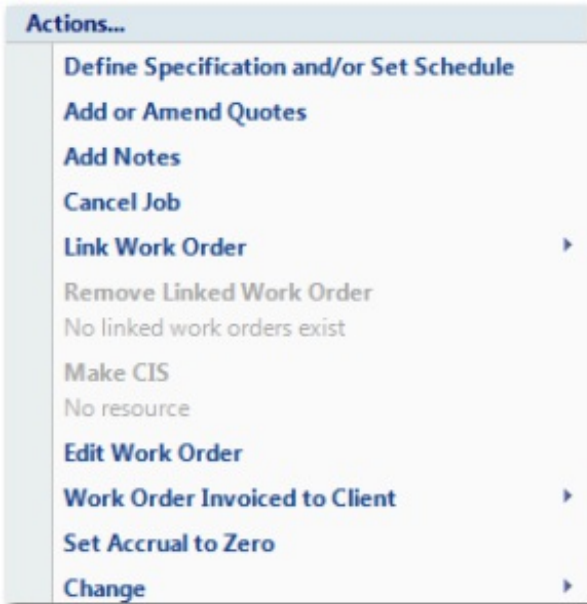 Actions...
Define Specification and/or Set Schedule
Add or Amend Quotes
Add Notes
Cancel Job
Link Work Order
Remove Linked Work Order
No linked work orders exist
Make CIS
No resource
Edit Work Order
Work Order Invoiced to Client
Set Accrual to Zero
Change